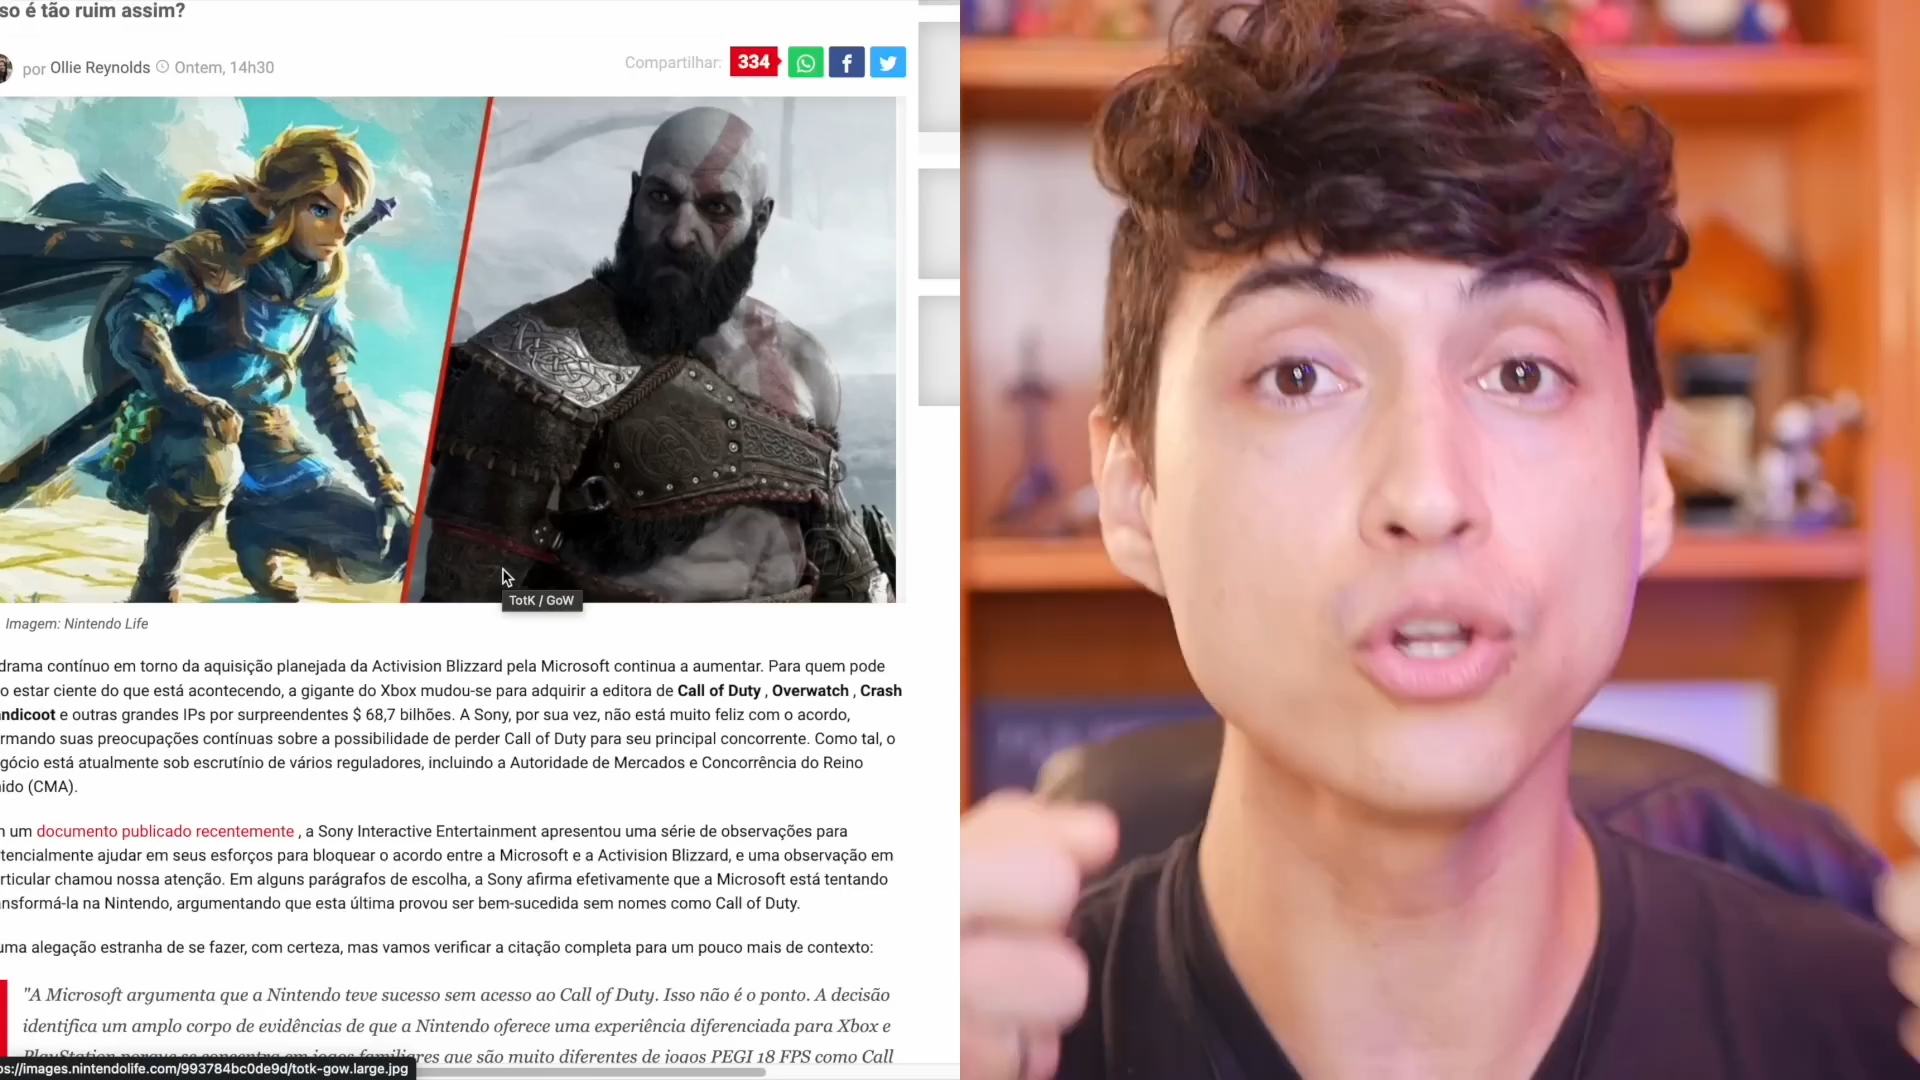 so é tão ruim assim?
por Ollie Reynolds Ontem, 14h30
Compartilhar: 334
TotK / GoW
Imagem: Nintendo Life
drama contínuo em torno da aquisição planejada da Activision Blizzard pela Microsoft continua a aumentar. Para quem pode
o estar ciente do que está acontecendo, a gigante do Xbox mudou-se para adquirir a editora de Call of Duty , Overwatch , Crash
ndicoot e outras grandes IPs por surpreendentes $ 68,7 bilhões. A Sony, por sua vez, não está muito feliz com o acordo,
rmando suas preocupações contínuas sobre a possibilidade de perder Call of Duty para seu principal concorrente. Como tal, o
gócio está atualmente sob escrutínio de vários reguladores, incluindo a Autoridade de Mercados e Concorrência do Reino
ido (CMA).
um documento publicado recentemente , a Sony Interactive Entertainment apresentou uma série de observações para
tencialmente ajudar em seus esforços para bloquear o acordo entre a Microsoft e a Activision Blizzard, e uma observação em
rticular chamou nossa atenção. Em alguns parágrafos de escolha, a Sony afirma efetivamente que a Microsoft está tentando
nsformá-la na Nintendo, argumentando que esta última provou ser bem-sucedida sem nomes como Call of Duty.
uma alegação estranha de se fazer, com certeza, mas vamos verificar a citação completa para um pouco mais de contexto:
"A Microsoft argumenta que a Nintendo teve sucesso sem acesso ao Call of Duty. Isso não é o ponto. A decisão
identifica um amplo corpo de evidências de que a Nintendo oferece uma experiência diferenciada para Xbox e
PlayStation porque se concentra em jogos familiares que são muito diferentes de jogos PEGI 18 FPS como Call
ps://images.nintendolife.com/993784bc0de9d/totk-gow.large.jpg